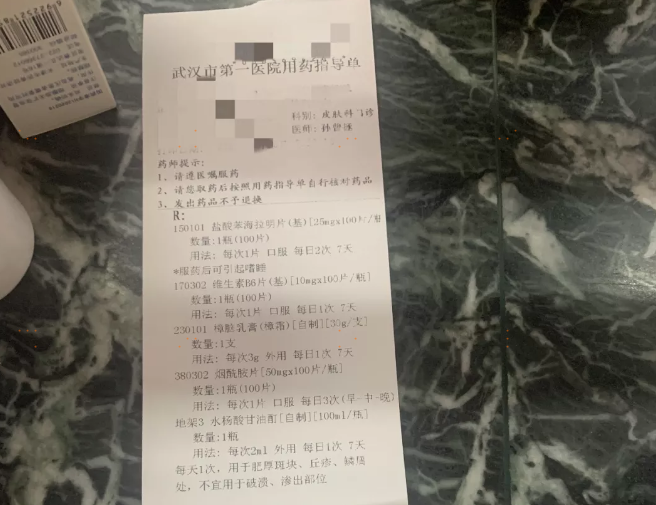 武汉市第一医院用药指导单
科别: 皮肤科门诊
医师:
药师提示:
1、请遵医嘱服药
2、请您取药后按照用药指导单自行核对药品
3、发出药品不予退换
R:
150101 盐酸苯海拉明片(基)[25mgx100片/瓶
数量:1瓶(100片)
用法: 每次1片 口服 每日2次 7天
*服药后可引起嗜睡
170302 维生素B6片(基)[10mgx100片/瓶]
数量:1瓶(100片)
用法: 每次1片 口服 每日1次 7天
230101 樟脑乳膏(樟霜)[自制][30g/支]
数量:1支
用法: 每次3g 外用 每日1次 7天
380302 烟酰胺片[50mgx100片/瓶]
数量:1瓶(100片)
用法: 每次1片 口服 每日3次(早-中-晚)
地架3 水杨酸甘油酊[自制][100ml/瓶]
数量:1瓶
用法: 每次2ml 外用 每日1次 7天
每天1次, 用于肥厚斑块、丘疹、鳞屑
处, 不宜用于破溃、渗出部位